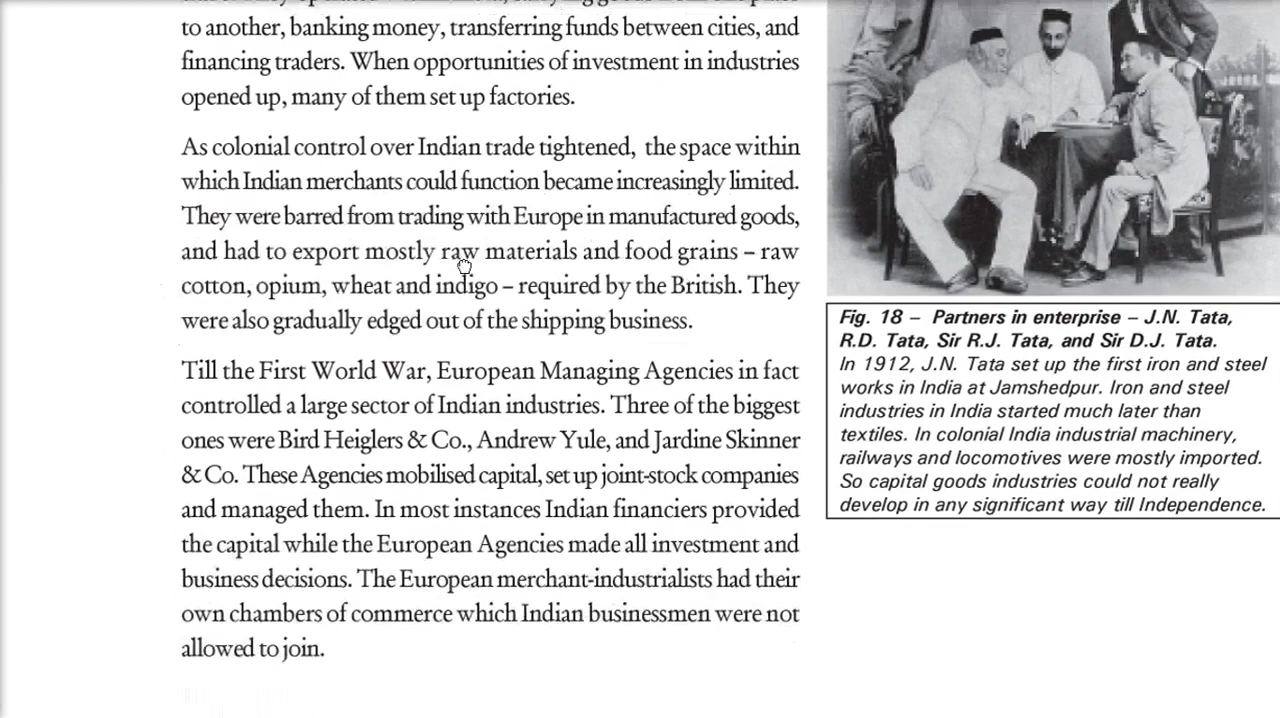 to another, banking money, transferring funds between cities, and
financing traders. When opportunities of investment in industries
opened up, many of them set up factories.
As colonial control over Indian trade tightened, the space within
which Indian merchants could function became increasingly limited.
They were barred from trading with Europe in manufactured goods,
and had to export mostly raw materials and food grains – raw
cotton, opium, wheat and indigo – required by the British. They
were also gradually edged out of the shipping business.
Till the First World War, European Managing Agencies in fact
controlled a large sector of Indian industries. Three of the biggest
ones were Bird Heiglers & Co., Andrew Yule, and Jardine Skinner
& Co. These Agencies mobilised capital, set up joint-stock companies
and managed them. In most instances Indian financiers provided
the capital while the European Agencies made all investment and
business decisions. The European merchant-industrialists had their
own chambers of commerce which Indian businessmen were not
allowed to join.
Fig. 18 – Partners in enterprise – J.N. Tata,
R.D. Tata, Sir R.J. Tata, and Sir D.J. Tata.
In 1912, J.N. Tata set up the first iron and steel
works in India at Jamshedpur. Iron and steel
industries in India started much later than
textiles. In colonial India industrial machinery,
railways and locomotives were mostly imported.
So capital goods industries could not really
develop in any significant way till Independence.